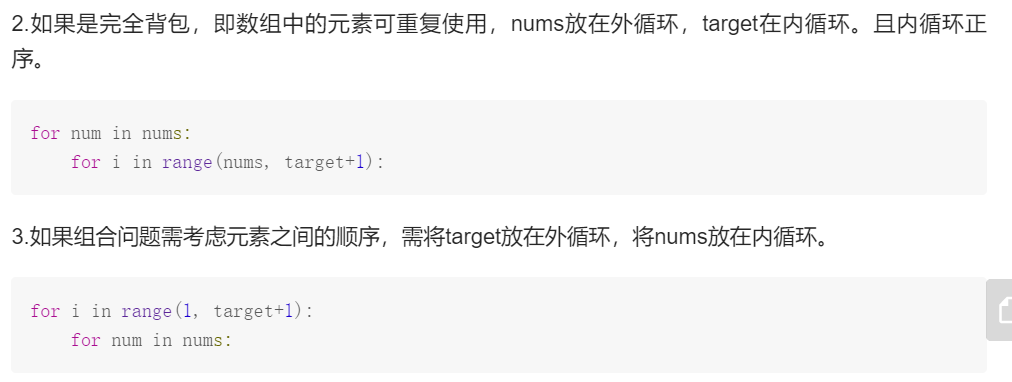 2.如果是完全背包，即数组中的元素可重复使用，nums放在外循环，target在内循环。且内循环正
序。
for num in nums:
    for i in range(nums, target+1):
3.如果组合问题需考虑元素之间的顺序，需将target放在外循环，将nums放在内循环。
for i in range(1, target+1):
    for num in nums: